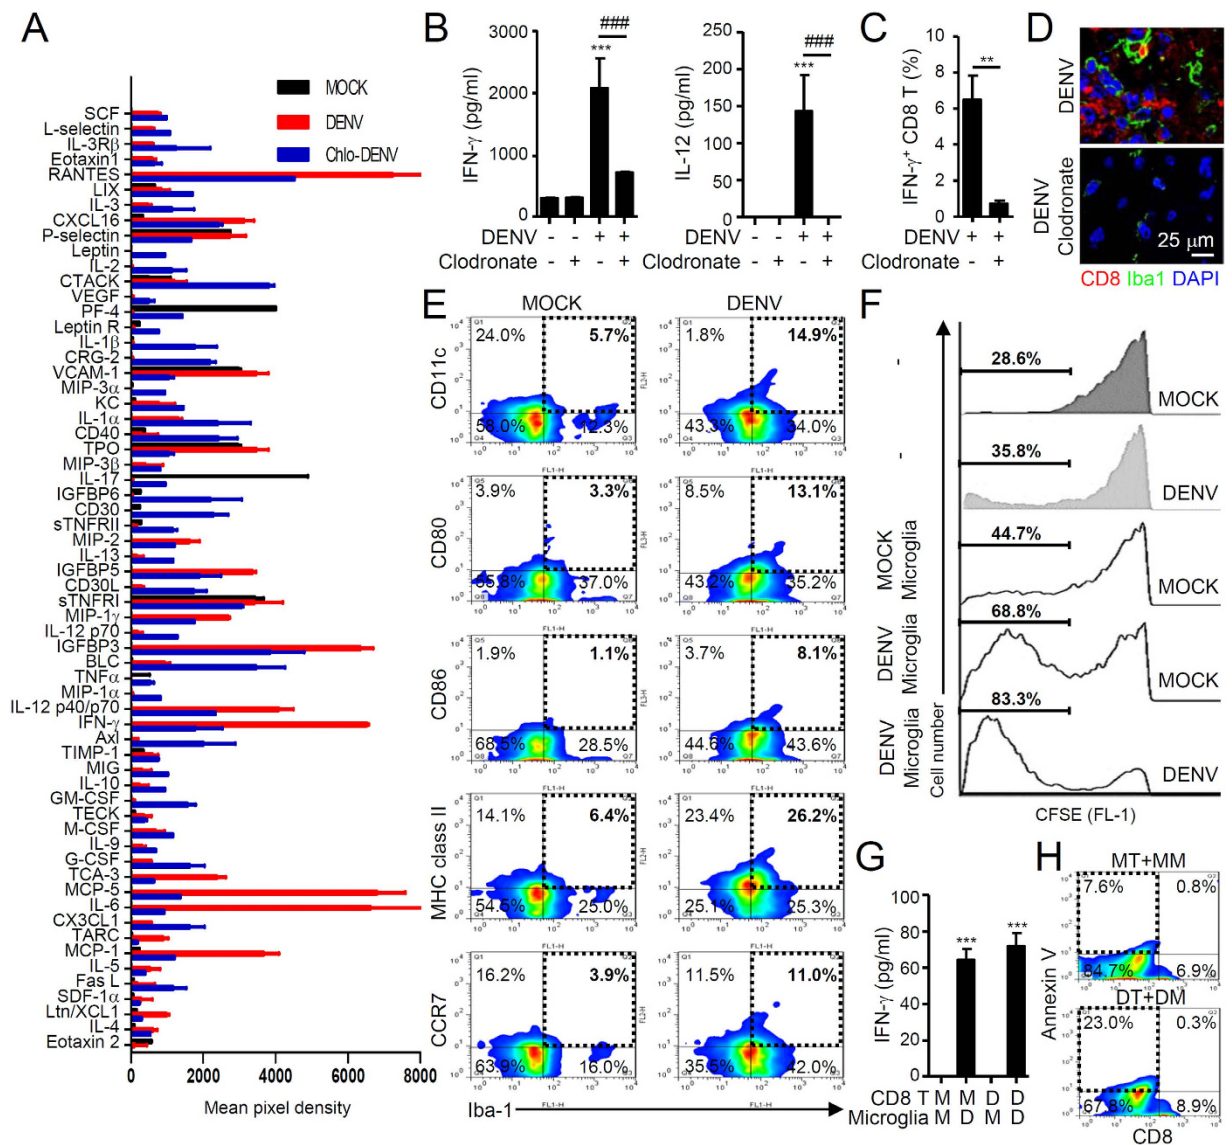 A
MOCK
DENV
Chlo-DENV
SCF
L-selectin
IL-3Rβ
Eotaxin1
RANTES
LIX
IL-3
CXCL16
P-selectin
Leptin
IL-2
CTACK
VEGF
PF-4
Leptin R
IL-1β
CRG-2
VCAM-1
MIP-3α
KC
IL-1α
CD40
TPO
MIP-3β
IL-17
IGFBP6
CD30
sTNFRII
MIP-2
IL-13
IGFBP5
CD30L
sTNFRI
MIP-1γ
IL-12 p70
IGFBP3
BLC
TNFα
MIP-1α
IL-12 p40/p70
IFN-γ
Axl
TIMP-1
MIG
IL-10
GM-CSF
TECK
M-CSF
IL-9
G-CSF
TCA-3
MCP-5
IL-6
CX3CL1
TARC
MCP-1
IL-5
Fas L
SDF-1α
Ltn/XCL1
IL-4
Eotaxin 2
0 2000 4000 6000 8000
Mean pixel density
B
IFN-γ (pg/ml)
3000
2000
1000
0
***
###
DENV - - + +
Clodronate - + - +
IL-12 (pg/ml)
250
200
150
100
50
0
***
###
DENV - - + +
Clodronate - + - +
C
IFN-γ⁺ CD8 T (%)
10
8
6
4
2
0
**
DENV + +
Clodronate - +
D
DENV
DENV
Clodronate
25 μm
CD8 Iba1 DAPI
E
MOCK DENV
CD11c
24.0% 5.7%
58.0% 12.3%
1.8% 14.9%
43.3% 34.0%
CD80
3.9% 3.3%
55.8% 37.0%
8.5% 13.1%
43.2% 35.2%
CD86
1.9% 1.1%
68.5% 28.5%
3.7% 8.1%
44.6% 43.6%
MHC class II
14.1% 6.4%
54.5% 25.0%
23.4% 26.2%
25.1% 25.3%
CCR7
16.2% 3.9%
63.9% 16.0%
11.5% 11.0%
35.5% 42.0%
Iba-1
F
-
28.6%
MOCK
-
35.8%
DENV
MOCK
Microglia
44.7%
MOCK
DENV
Microglia
68.8%
MOCK
DENV
Microglia
83.3%
DENV
Cell number
CFSE (FL-1)
G
IFN-γ (pg/ml)
100
80
60
40
20
0
*** ***
CD8 T M M D D
Microglia M D M D
H
MT+MM
7.6% 0.8%
84.7% 6.9%
DT+DM
23.0% 0.3%
67.8% 8.9%
Annexin V
CD8